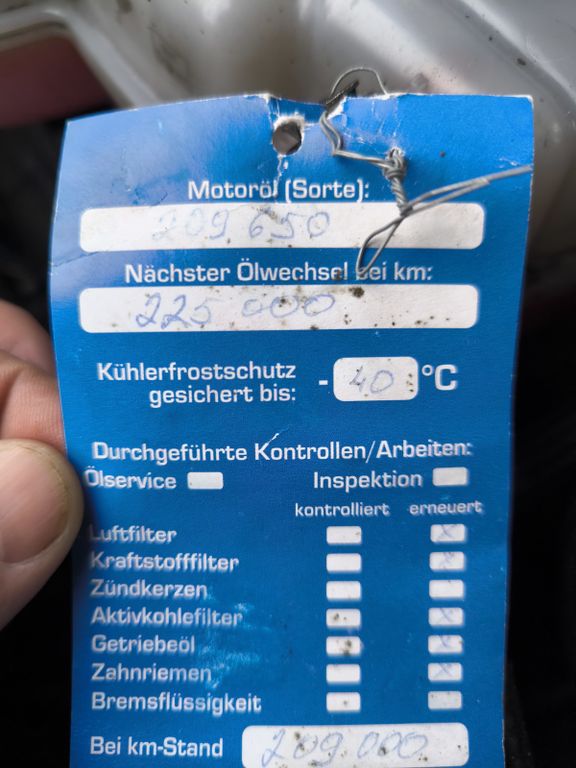 Motoröl (Sorte):
209 650
Nächster Ölwechsel bei km:
225 000
Kühlerfrostschutz
gesichert bis: - 40 °C
Durchgeführte Kontrollen/Arbeiten:
Ölservice Inspektion
kontrolliert erneuert
Luftfilter x
Kraftstofffilter x
Zündkerzen x
Aktivkohlefilter x
Getriebeöl x
Zahnriemen x
Bremsflüssigkeit
Bei km-Stand 209 000